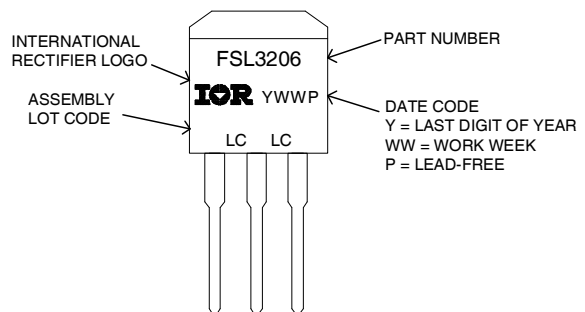 INTERNATIONAL
RECTIFIER LOGO
ASSEMBLY
LOT CODE
FSL3206
IOR YWWP
LC LC
PART NUMBER
DATE CODE
Y = LAST DIGIT OF YEAR
WW = WORK WEEK
P = LEAD-FREE